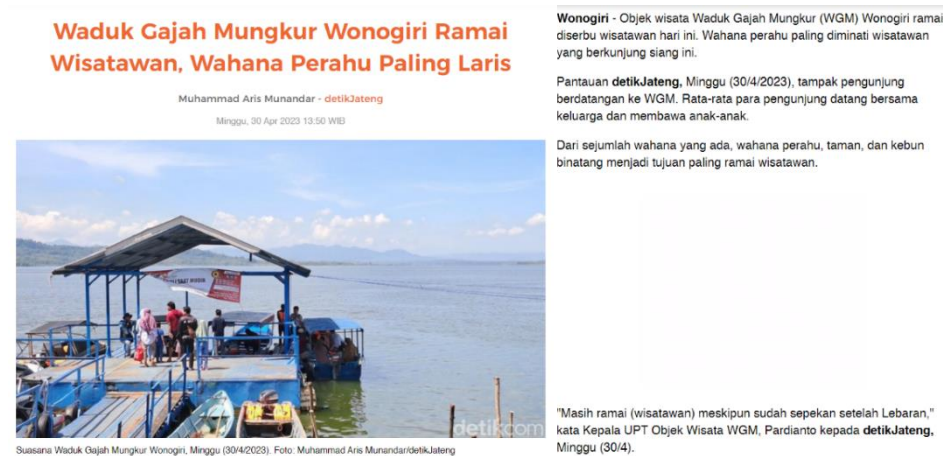 Waduk Gajah Mungkur Wonogiri Ramai
Wisatawan, Wahana Perahu Paling Laris
Muhammad Aris Munandar - detikJateng
Minggu, 30 Apr 2023 13:50 WIB
detikcom
Suasana Waduk Gajah Mungkur Wonogiri, Minggu (30/4/2023). Foto: Muhammad Aris Munandar/detikJateng
Wonogiri - Objek wisata Waduk Gajah Mungkur (WGM) Wonogiri ramai
diserbu wisatawan hari ini. Wahana perahu paling diminati wisatawan
yang berkunjung siang ini.
Pantauan detikJateng, Minggu (30/4/2023), tampak pengunjung
berdatangan ke WGM. Rata-rata para pengunjung datang bersama
keluarga dan membawa anak-anak.
Dari sejumlah wahana yang ada, wahana perahu, taman, dan kebun
binatang menjadi tujuan paling ramai wisatawan.
"Masih ramai (wisatawan) meskipun sudah sepekan setelah Lebaran,"
kata Kepala UPT Objek Wisata WGM, Pardianto kepada detikJateng,
Minggu (30/4).